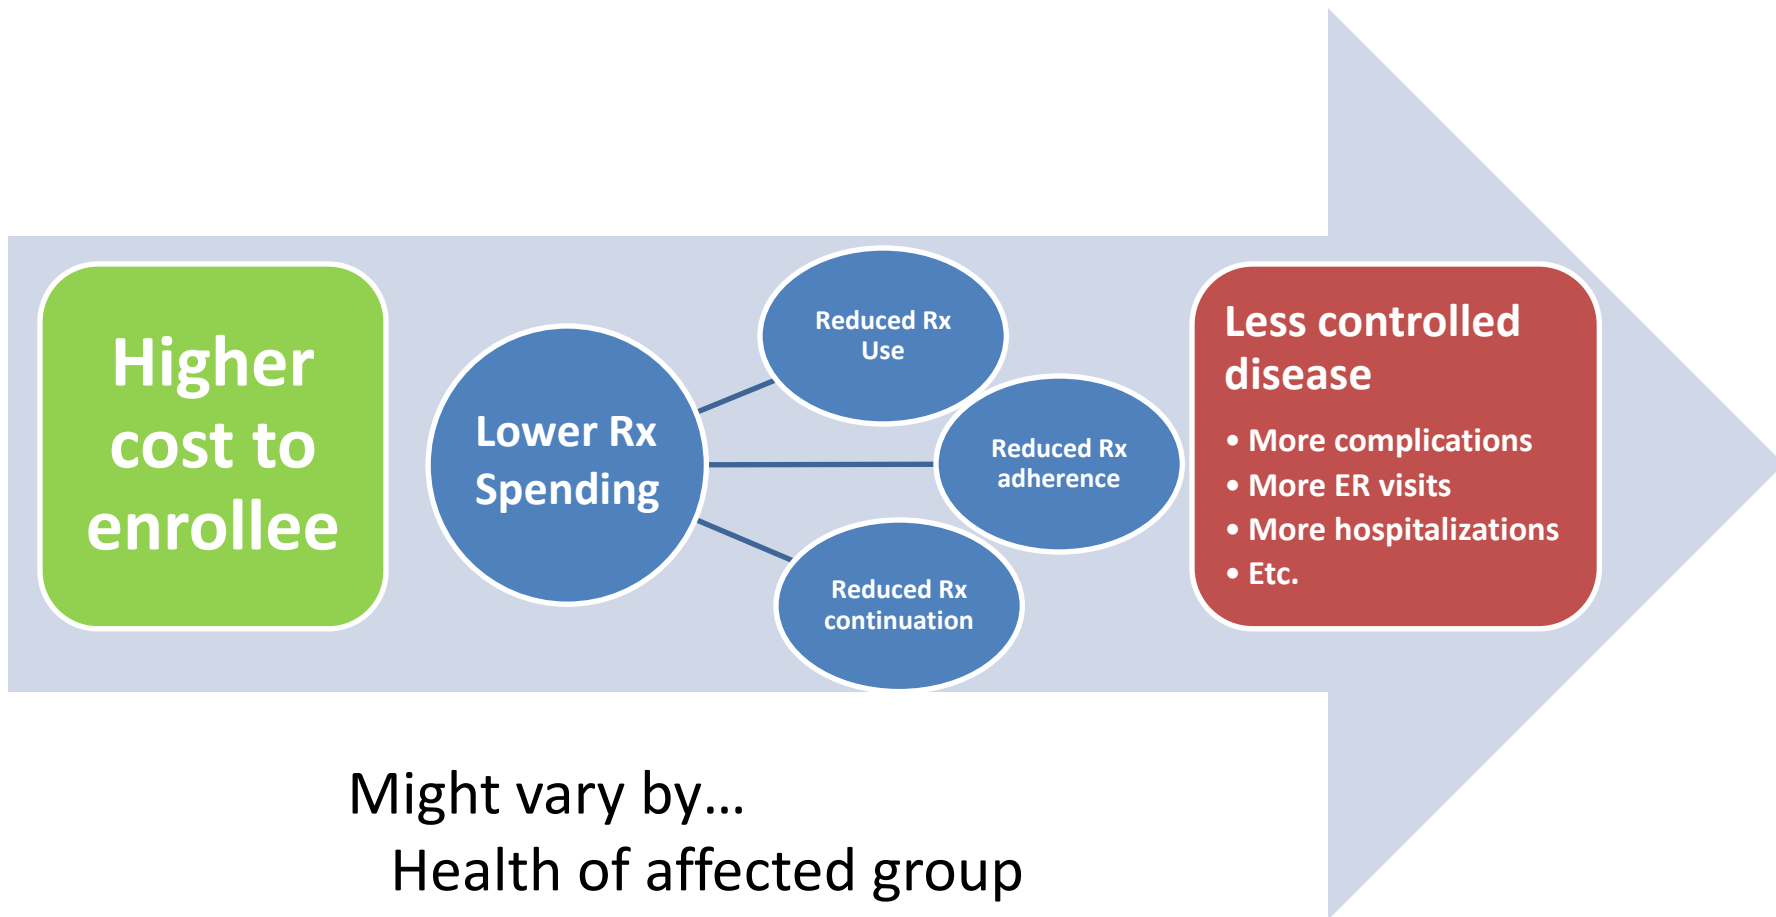 Higher
cost to
enrollee
Lower Rx
Spending
Reduced Rx
Use
Reduced Rx
adherence
Reduced Rx
continuation
Less controlled
disease
• More complications
• More ER visits
• More hospitalizations
• Etc.
Might vary by…
Health of affected group